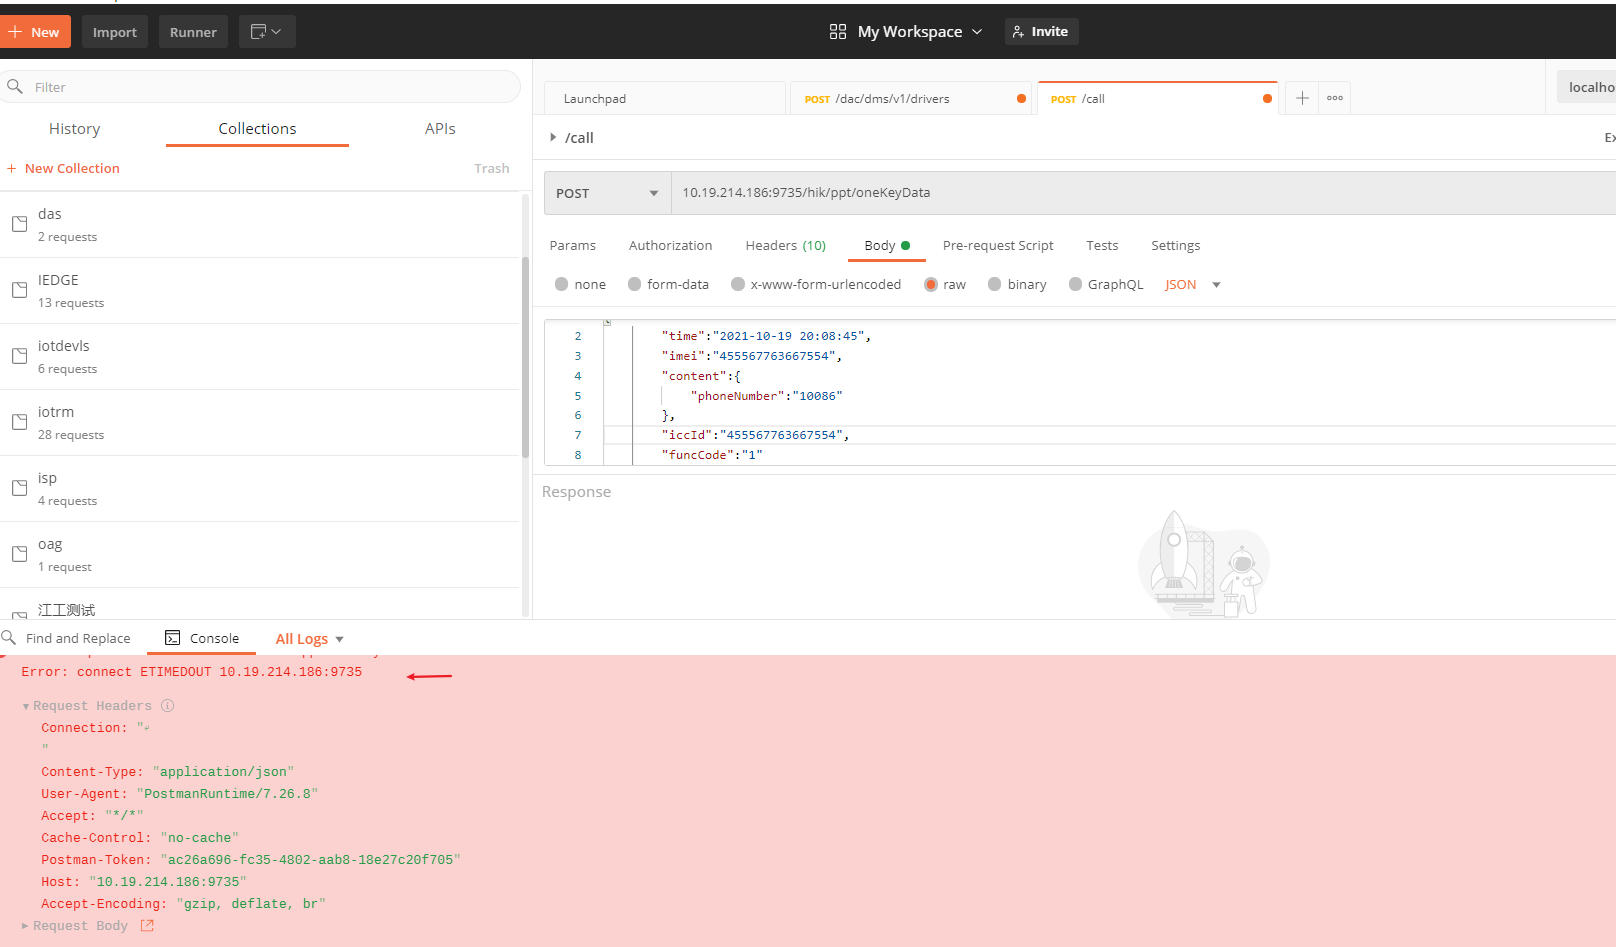 New
Import
Runner
My Workspace
Invite
Filter
Launchpad
POST /dac/dms/v1/drivers
POST /call
localho
History
Collections
APIs
/call
Ex
+ New Collection
Trash
das
2 requests
IEDGE
13 requests
iotdevls
6 requests
iotrm
28 requests
isp
4 requests
oag
1 request
江工测试
POST
10.19.214.186:9735/hik/ppt/oneKeyData
Params
Authorization
Headers (10)
Body
Pre-request Script
Tests
Settings
none
form-data
x-www-form-urlencoded
raw
binary
GraphQL
JSON
2 "time":"2021-10-19 20:08:45",
3 "imei":"455567763667554",
4 "content":{
5 "phoneNumber":"10086"
6 },
7 "iccId":"455567763667554",
8 "funcCode":"1"
Response
Find and Replace
Console
All Logs
Error: connect ETIMEDOUT 10.19.214.186:9735
Request Headers
Connection: "↲
"
Content-Type: "application/json"
User-Agent: "PostmanRuntime/7.26.8"
Accept: "*/*"
Cache-Control: "no-cache"
Postman-Token: "ac26a696-fc35-4802-aab8-18e27c20f705"
Host: "10.19.214.186:9735"
Accept-Encoding: "gzip, deflate, br"
Request Body